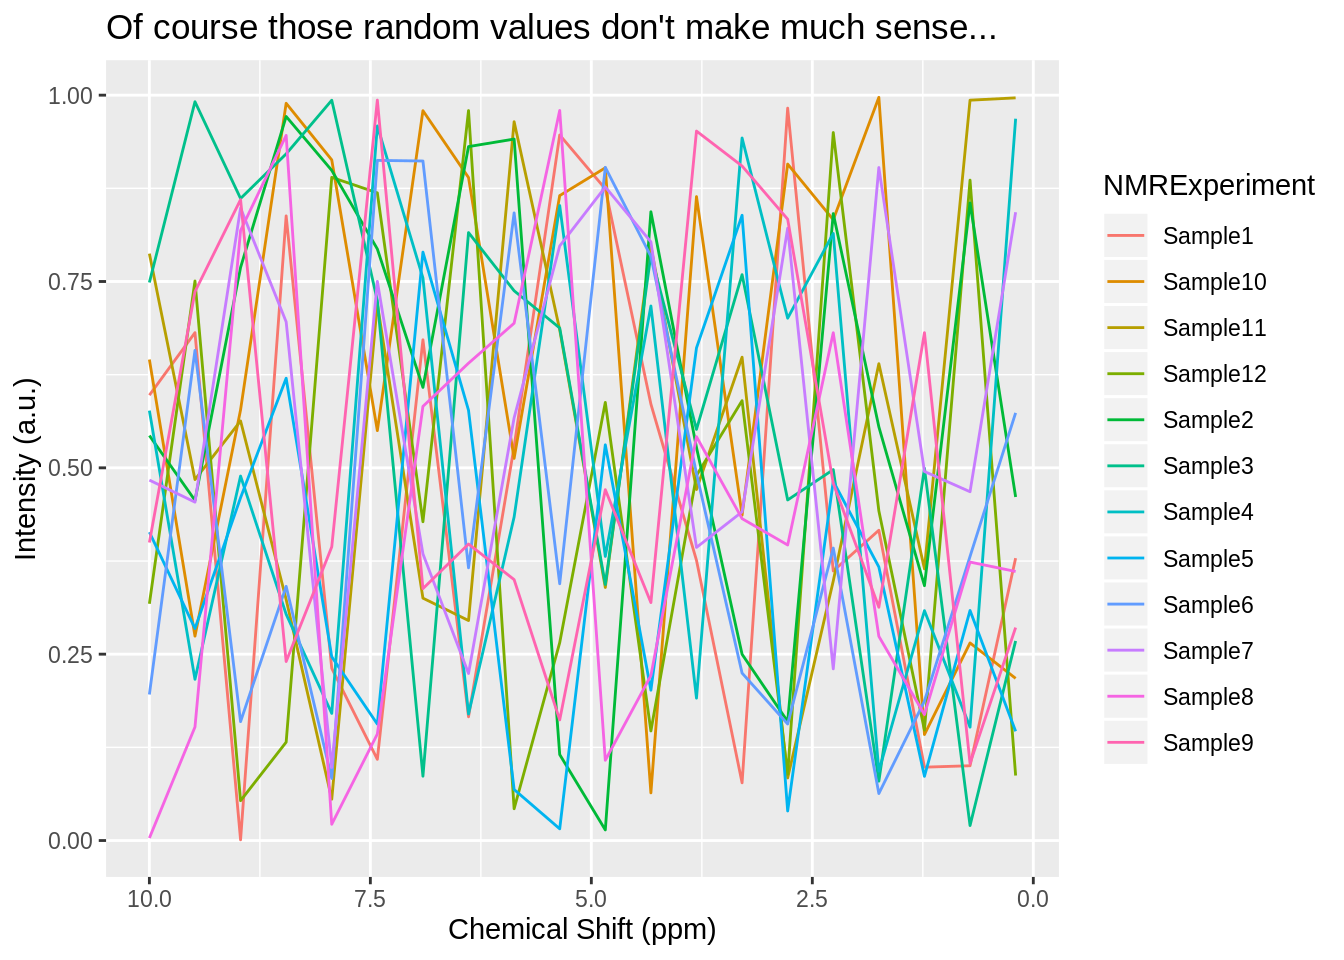 Of course those random values don't make much sense...
1.00
0.75
0.50
0.25
0.00
Intensity (a.u.)
10.0
7.5
5.0
2.5
0.0
Chemical Shift (ppm)
NMRExperiment
Sample1
Sample10
Sample11
Sample12
Sample2
Sample3
Sample4
Sample5
Sample6
Sample7
Sample8
Sample9